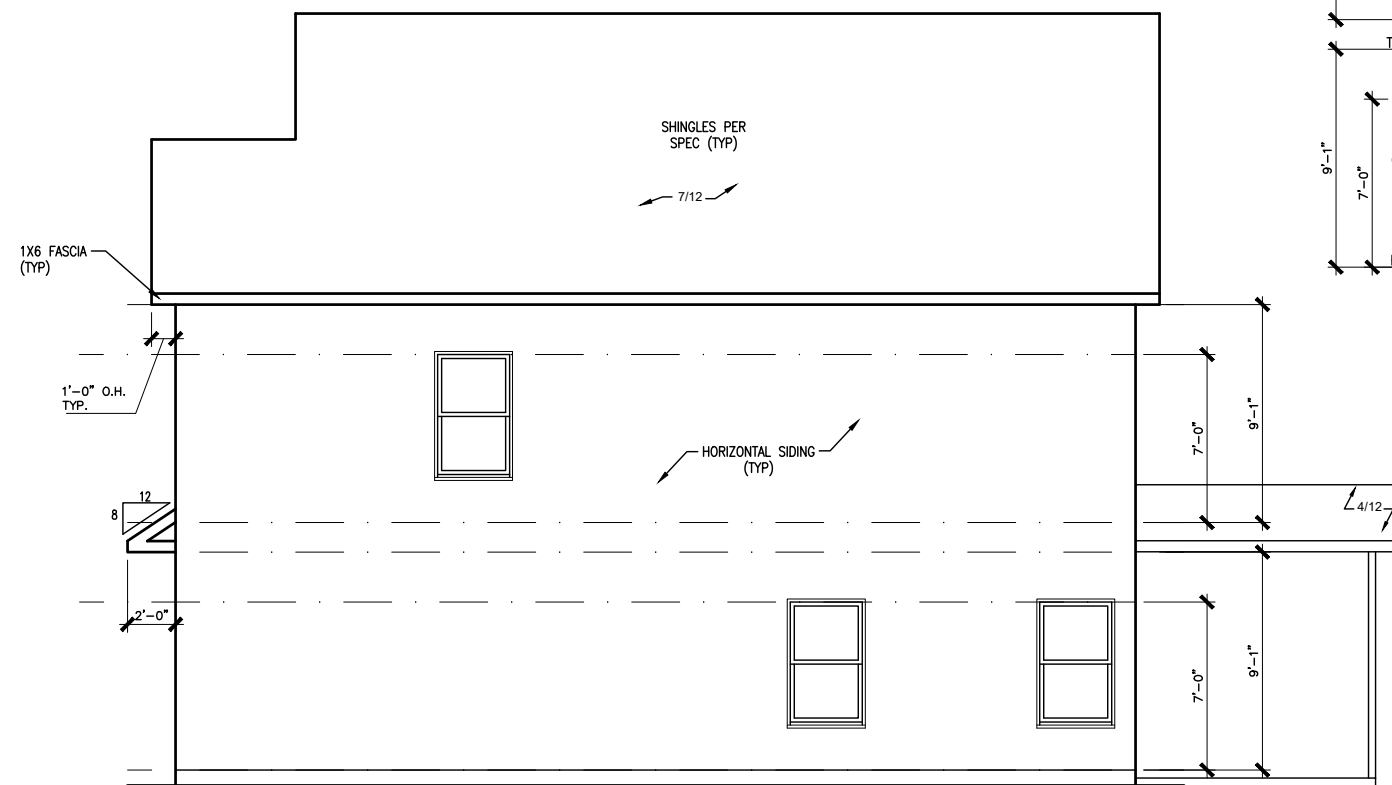 SHINGLES PER
SPEC (TYP)
7/12
1X6 FASCIA
(TYP)
1'-0" O.H.
TYP.
HORIZONTAL SIDING
(TYP)
12
8
2'-0"
7'-0"
9'-1"
7'-0"
9'-1"
4/12
9'-1"
7'-0"